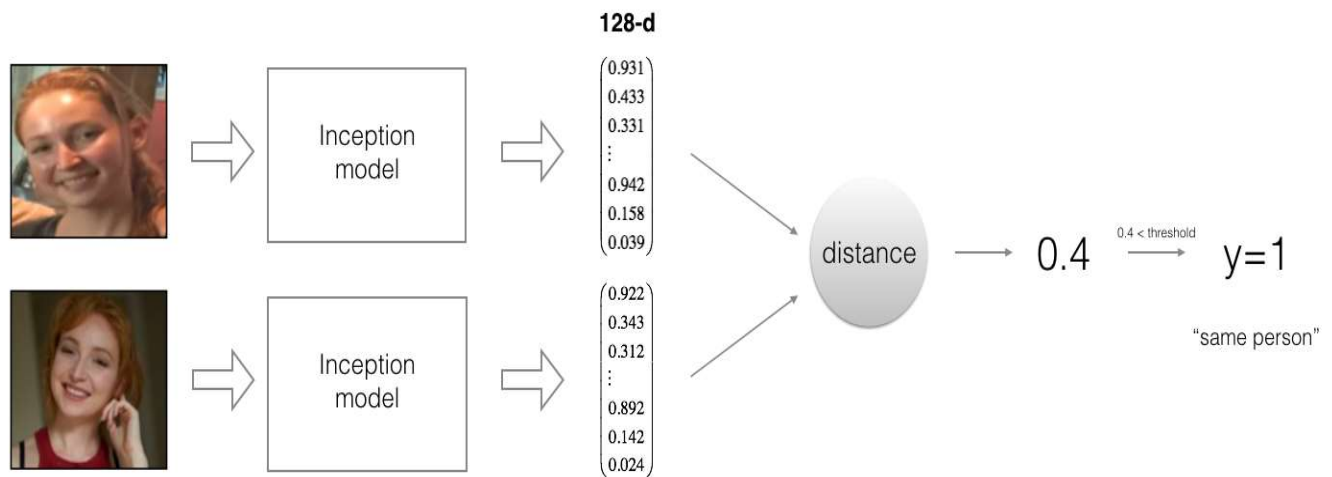 128-d
Inception
model
0.931
0.433
0.331
⋮
0.942
0.158
0.039
Inception
model
0.922
0.343
0.312
⋮
0.892
0.142
0.024
distance
0.4
0.4 < threshold
y=1
“same person”